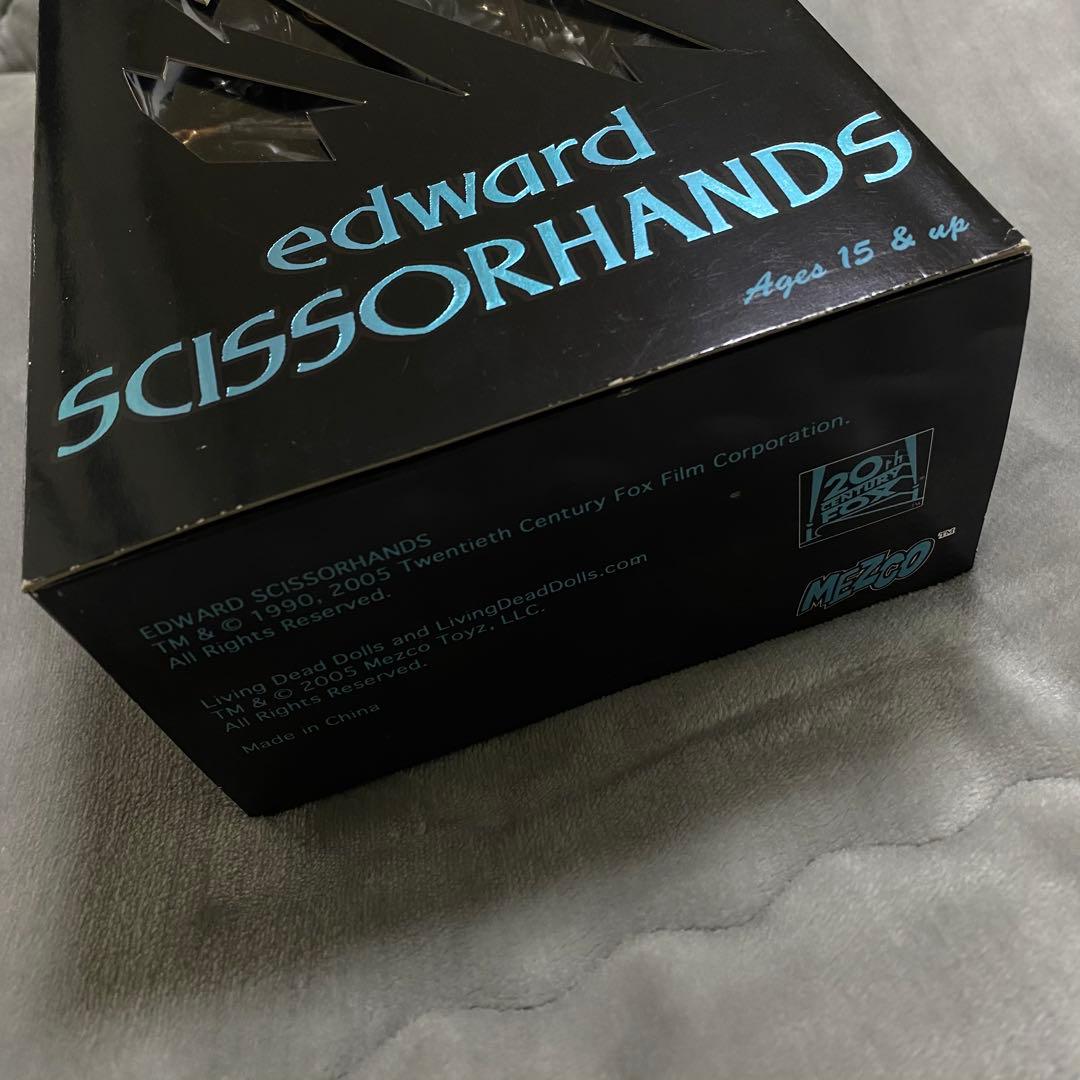 edward
SCISSORHANDS
Ages 15 & up
EDWARD SCISSORHANDS
TM & © 1990, 2005 Twentieth Century Fox Film Corporation.
All Rights Reserved.
Living Dead Dolls and LivingDeadDolls.com
TM & © 2005 Mezco Toyz, LLC.
All Rights Reserved.
Made in China
20th
CENTURY
FOX
MEZCO TM